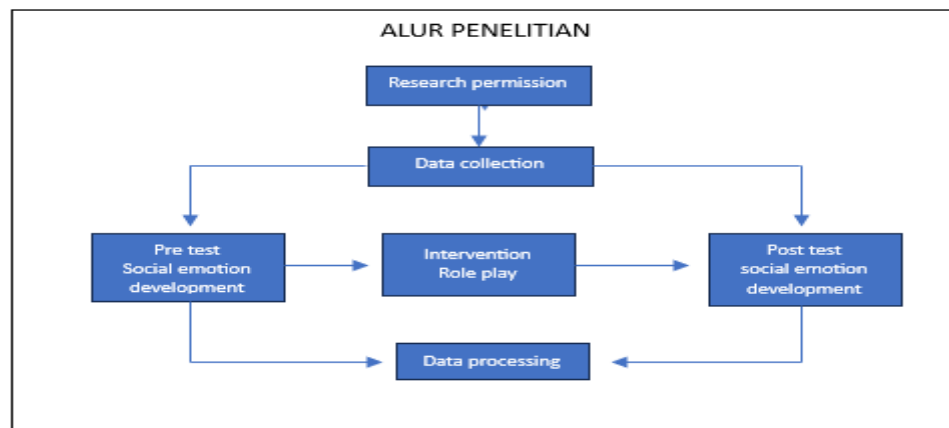 ALUR PENELITIAN
Research permission
Data collection
Pre test
Social emotion
development
Intervention
Role play
Post test
social emotion
development
Data processing